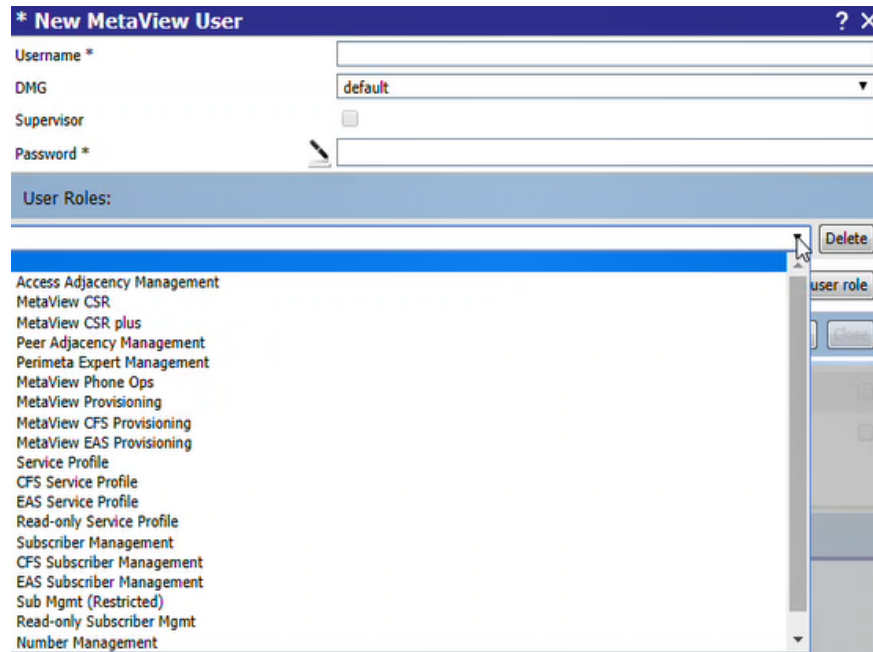 * New MetaView User ? X
Username *
DMG default
Supervisor
Password *
User Roles:
Delete
Access Adjacency Management
user role
MetaView CSR
MetaView CSR plus
Peer Adjacency Management
Close
Perimeta Expert Management
MetaView Phone Ops
MetaView Provisioning
MetaView CFS Provisioning
MetaView EAS Provisioning
Service Profile
CFS Service Profile
EAS Service Profile
Read-only Service Profile
Subscriber Management
CFS Subscriber Management
EAS Subscriber Management
Sub Mgmt (Restricted)
Read-only Subscriber Mgmt
Number Management